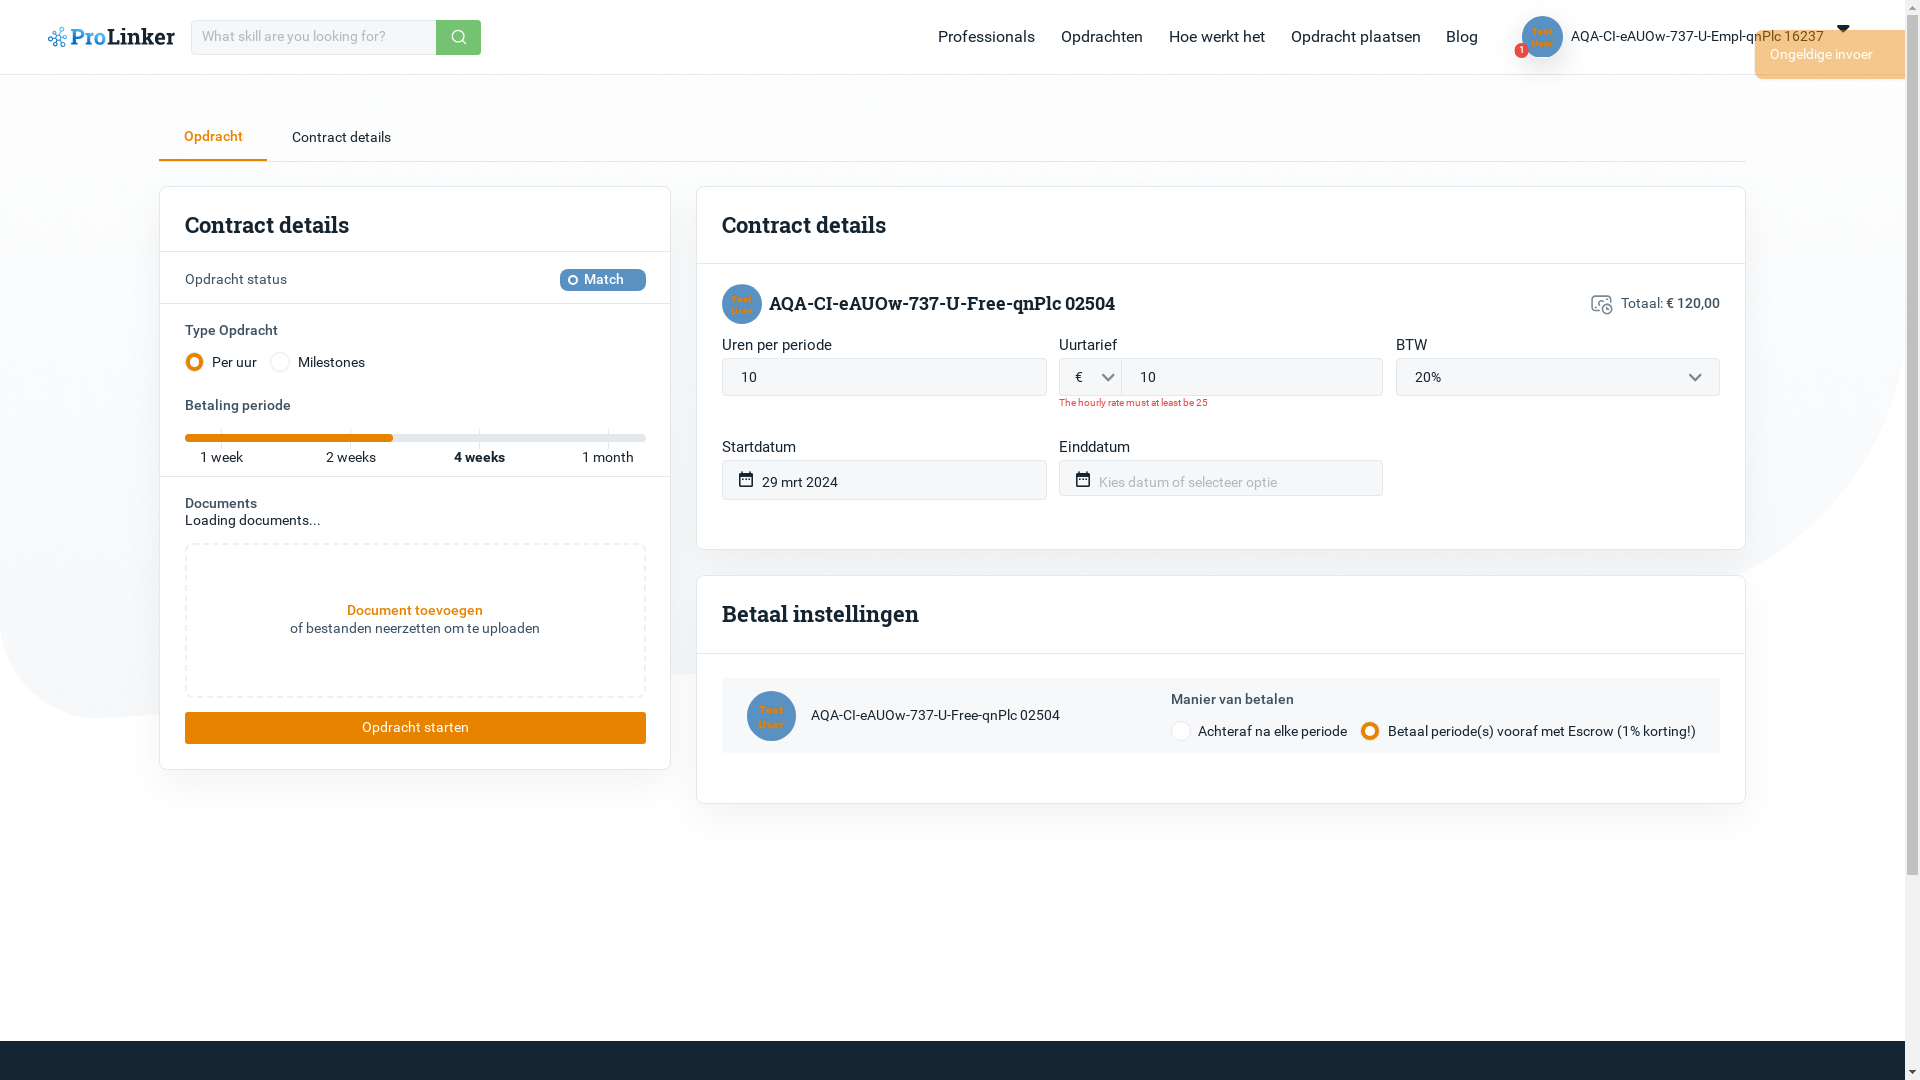 ProLinker
What skill are you looking for?
Professionals
Opdrachten
Hoe werkt het
Opdracht plaatsen
Blog
Test
User
1
AQA-CI-eAUOw-737-U-Empl-qnPlc 16237
Ongeldige invoer
Opdracht
Contract details
Contract details
Opdracht status
Match
Type Opdracht
Per uur
Milestones
Betaling periode
1 week
2 weeks
4 weeks
1 month
Documents
Loading documents...
Document toevoegen
of bestanden neerzetten om te uploaden
Opdracht starten
Contract details
Test
User
AQA-CI-eAUOw-737-U-Free-qnPlc 02504
Totaal: € 120,00
Uren per periode
10
Uurtarief
€
10
The hourly rate must at least be 25
BTW
20%
Startdatum
29 mrt 2024
Einddatum
Kies datum of selecteer optie
Betaal instellingen
Test
User
AQA-CI-eAUOw-737-U-Free-qnPlc 02504
Manier van betalen
Achteraf na elke periode
Betaal periode(s) vooraf met Escrow (1% korting!)